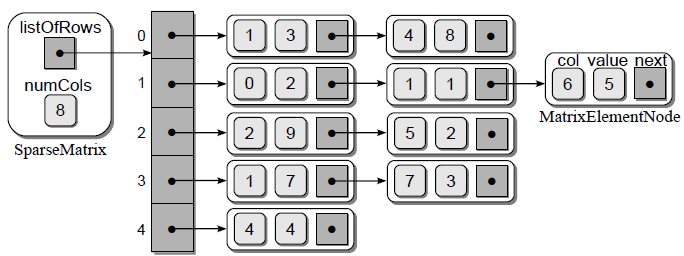 listOfRows
numCols
8
SparseMatrix
0 1 3 4 8
1 0 2 1 1
col value next
6 5
MatrixElementNode
2 2 9 5 2
3 1 7 7 3
4 4 4